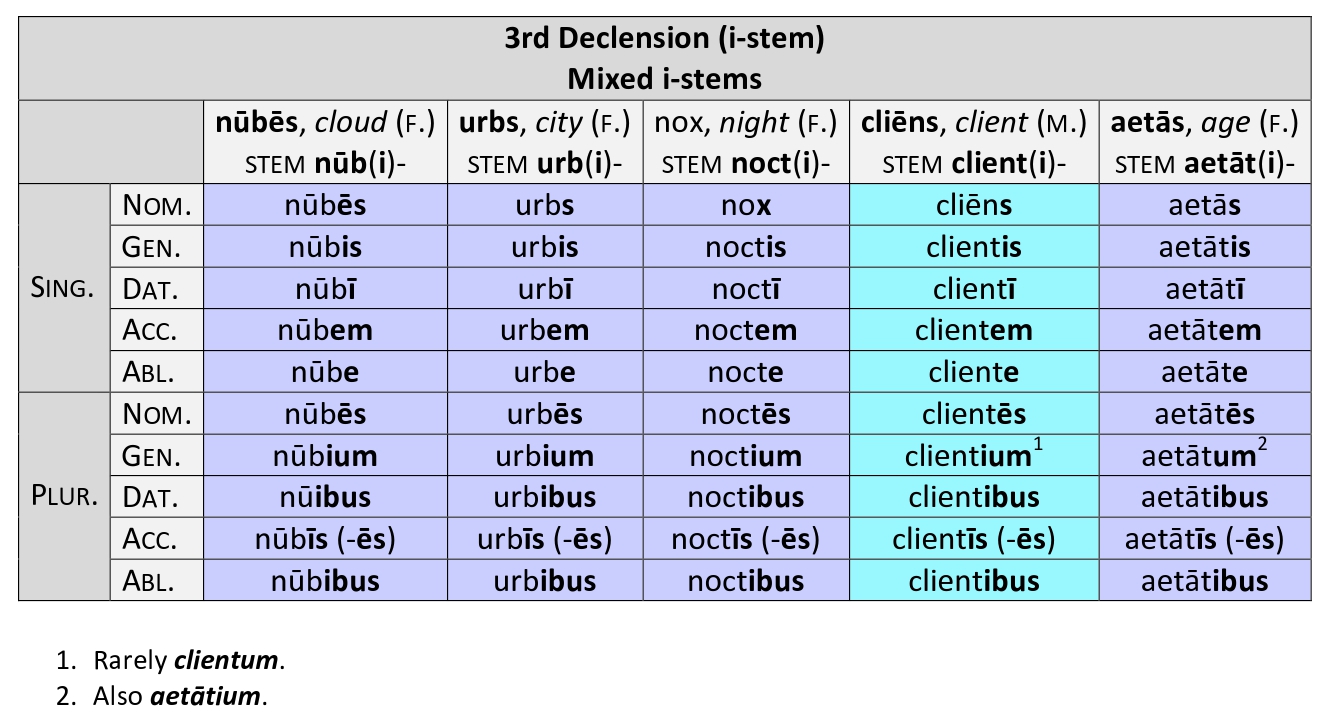 3rd Declension (i-stem)
Mixed i-stems
nūbēs, cloud (F.) urbs, city (F.) nox, night (F.) cliēns, client (M.) aetās, age (F.)
STEM nūb(i)- STEM urb(i)- STEM noct(i)- STEM client(i)- STEM aetāt(i)-
SING.
NOM. nūbēs urbs nox cliēns aetās
GEN. nūbis urbis noctis clientis aetātis
DAT. nūbī urbī noctī clientī aetātī
ACC. nūbem urbem noctem clientem aetātem
ABL. nūbe urbe nocte cliente aetāte
PLUR.
NOM. nūbēs urbēs noctēs clientēs aetātēs
GEN. nūbium urbium noctium clientium1 aetātum2
DAT. nūibus urbibus noctibus clientibus aetātibus
ACC. nūbīs (-ēs) urbīs (-ēs) noctīs (-ēs) clientīs (-ēs) aetātīs (-ēs)
ABL. nūbibus urbibus noctibus clientibus aetātibus
1. Rarely clientum.
2. Also aetātium.